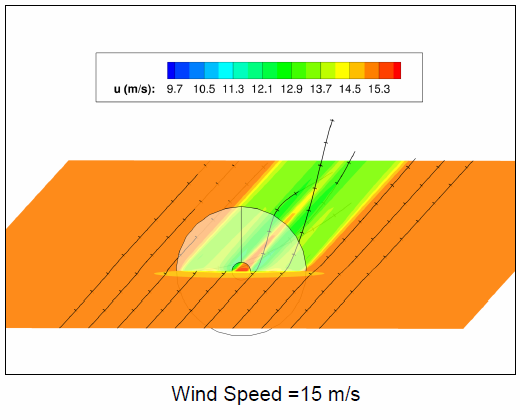 u (m/s): 9.7 10.5 11.3 12.1 12.9 13.7 14.5 15.3
Wind Speed =15 m/s